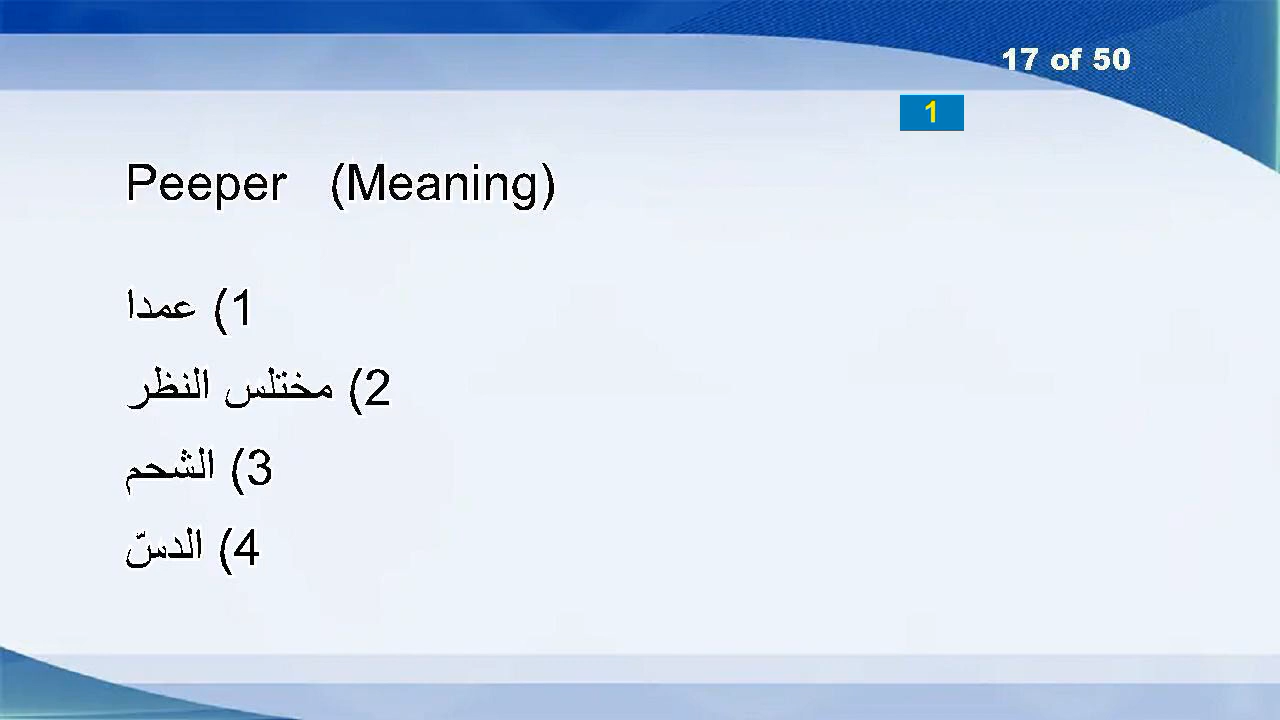 17 of 50
1
Peeper (Meaning)
1) عمدا
2) مختلس النظر
3) الشحم
4) الدسّ